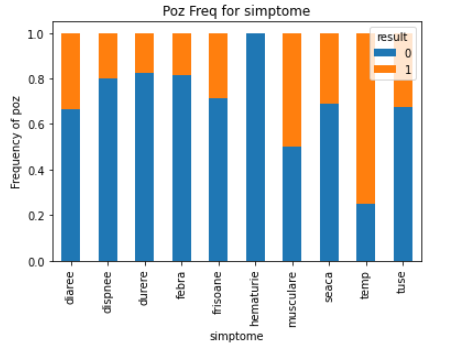 Poz Freq for simptome
result
0
1
Frequency of poz
1.0
0.8
0.6
0.4
0.2
0.0
diaree
dispnee
durere
febra
frisoane
hematurie
musculare
seaca
temp
tuse
simptome